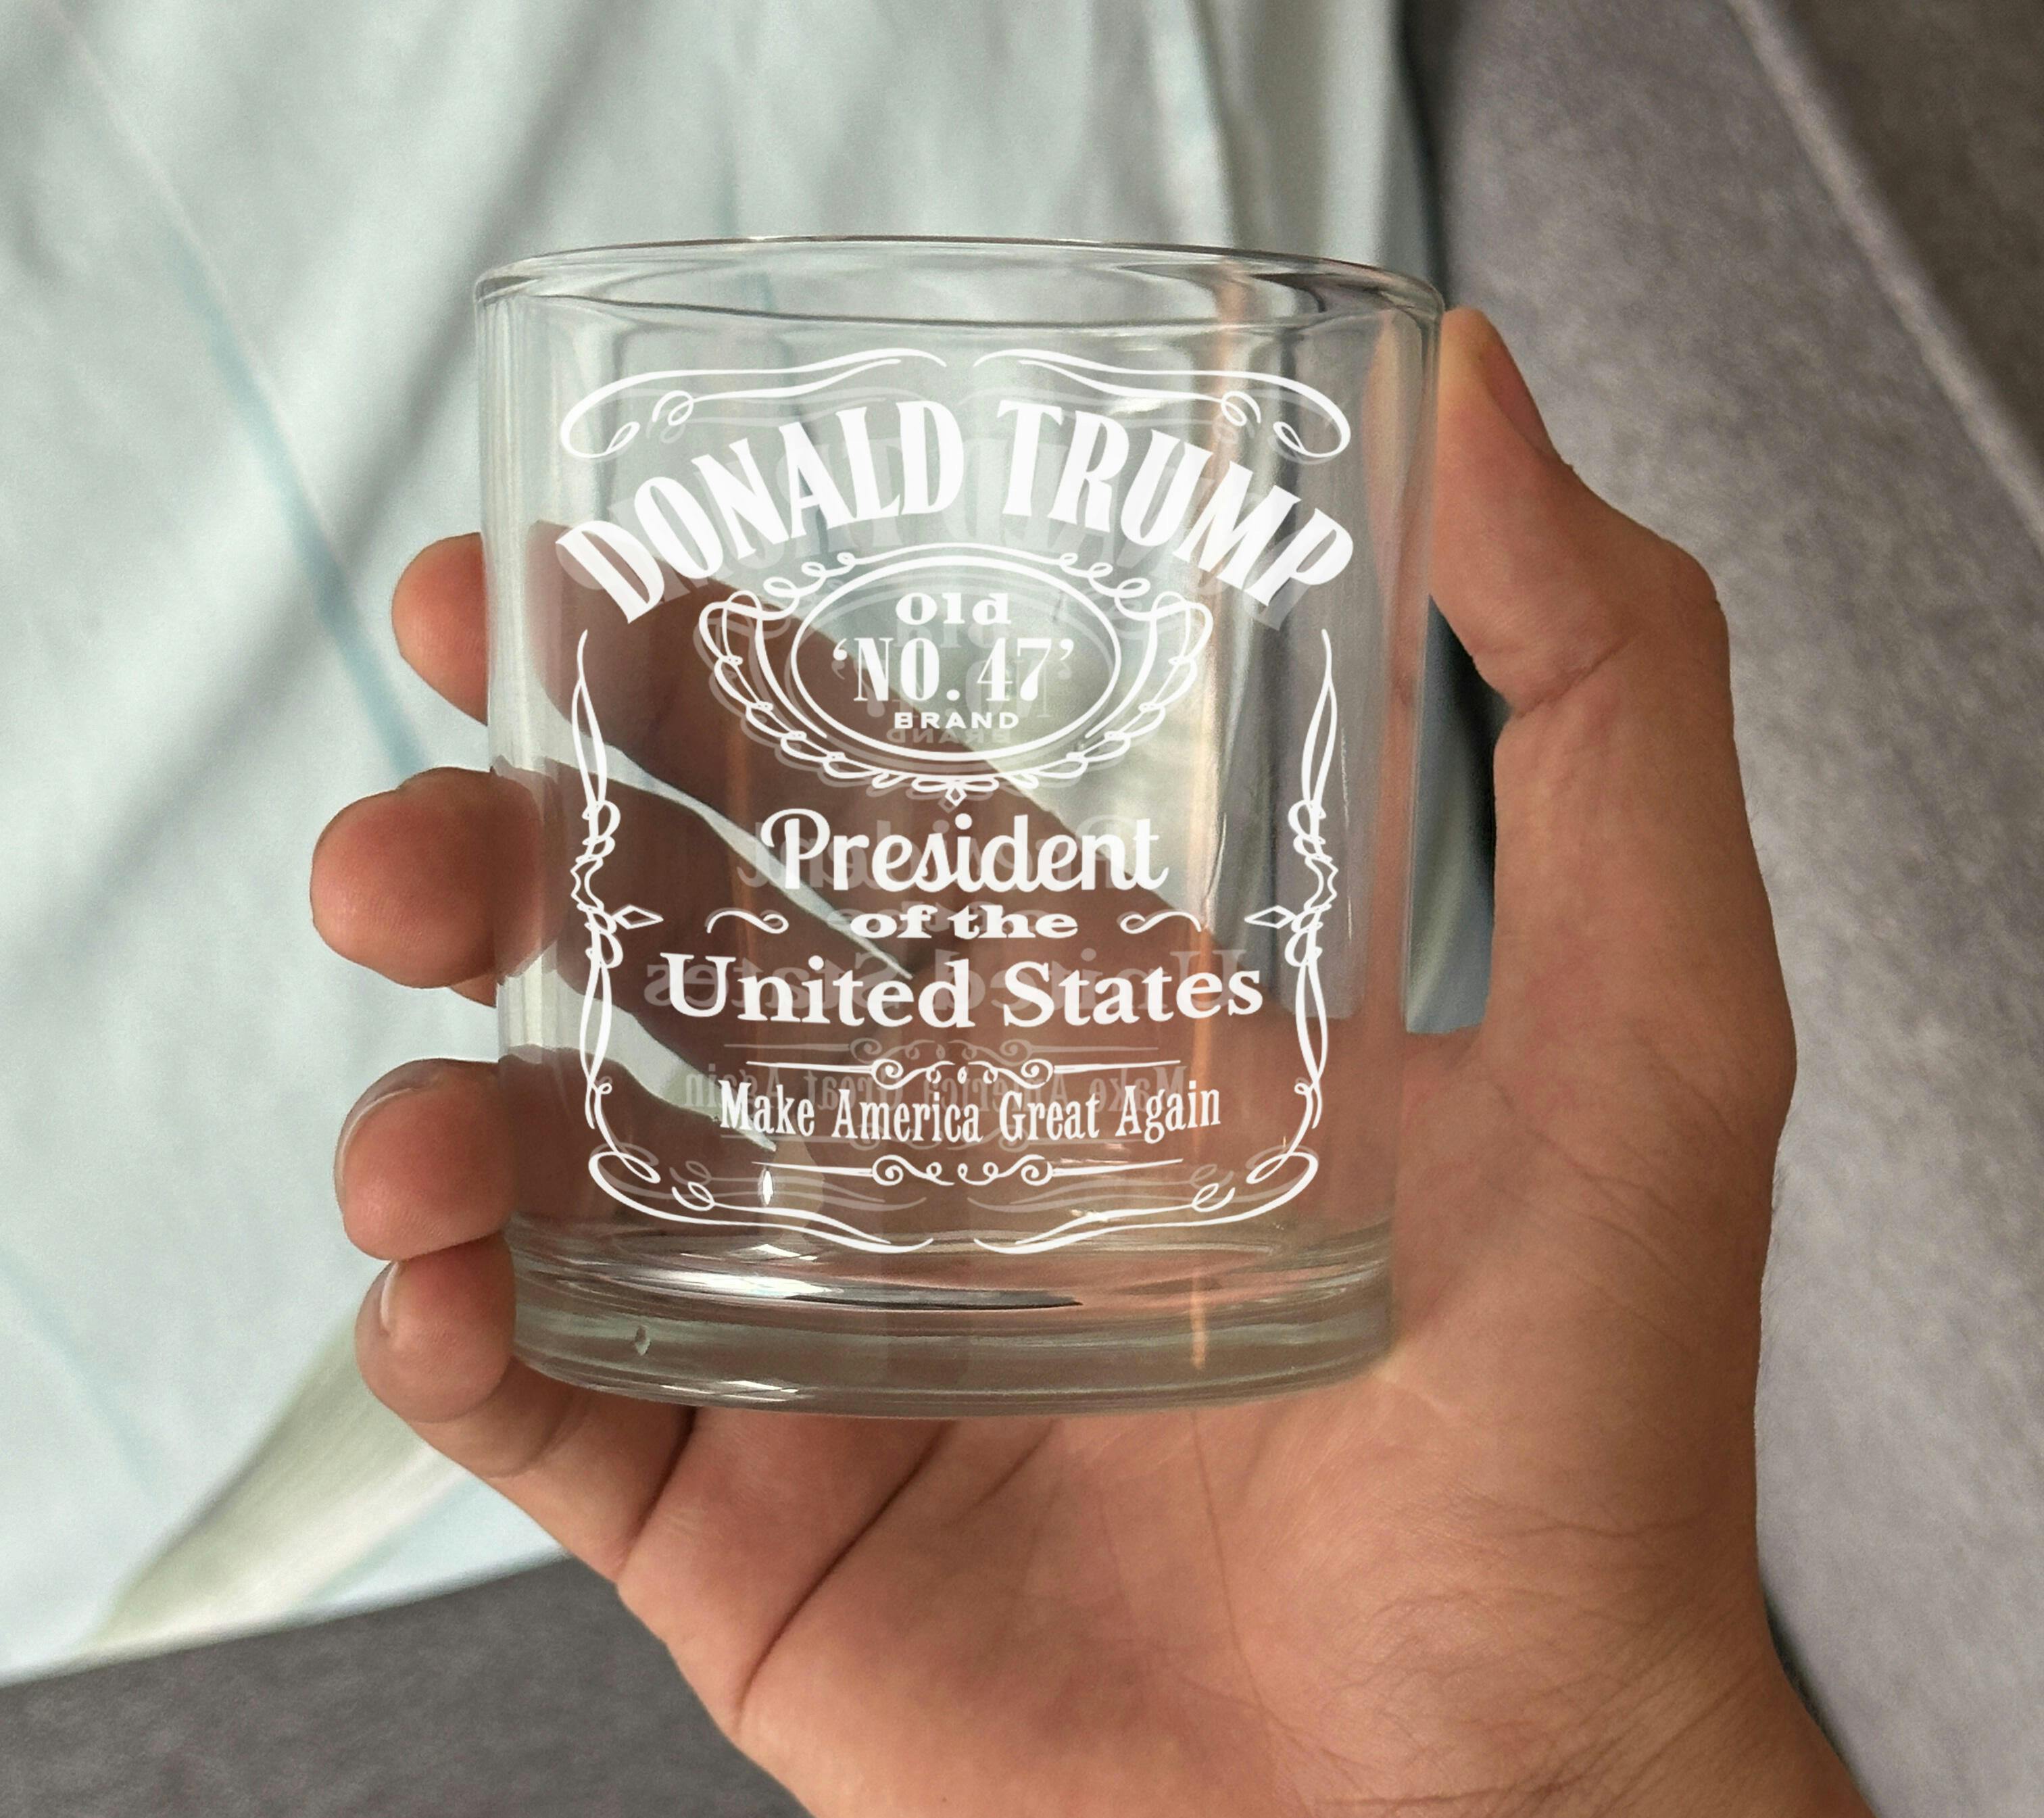 DONALD TRUMP
Old
‘NO. 47’
BRAND
President
of the
United States
Make America Great Again